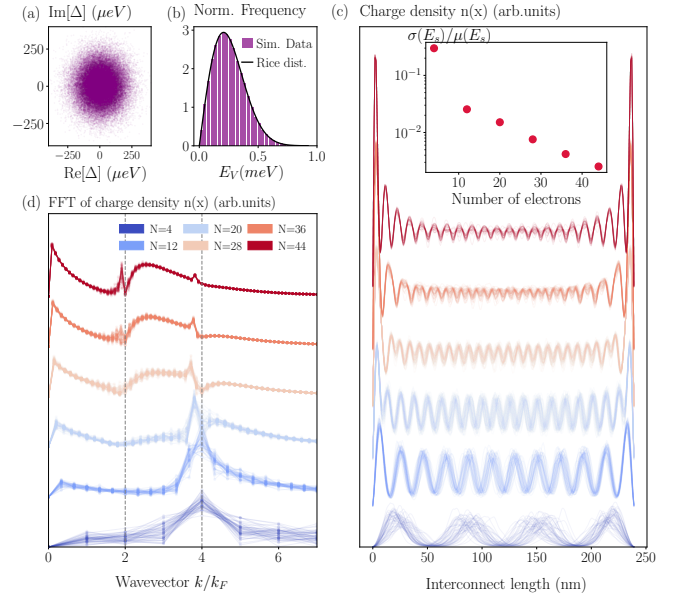 Im[Δ] (μeV)
(a)
250
0
−250
−250
0
250
Re[Δ] (μeV)
(b)
Norm. Frequency
3
2
1
0
Sim. Data
Rice dist.
0.0
0.5
1.0
E_V(meV)
(c) Charge density n(x) (arb.units)
σ(E_s)/μ(E_s)
10^{−1}
10^{−2}
10
20
30
40
Number of electrons
0
50
100
150
200
250
Interconnect length (nm)
(d) FFT of charge density n(x) (arb.units)
N=4
N=12
N=20
N=28
N=36
N=44
0
2
4
6
Wavevector k/k_F